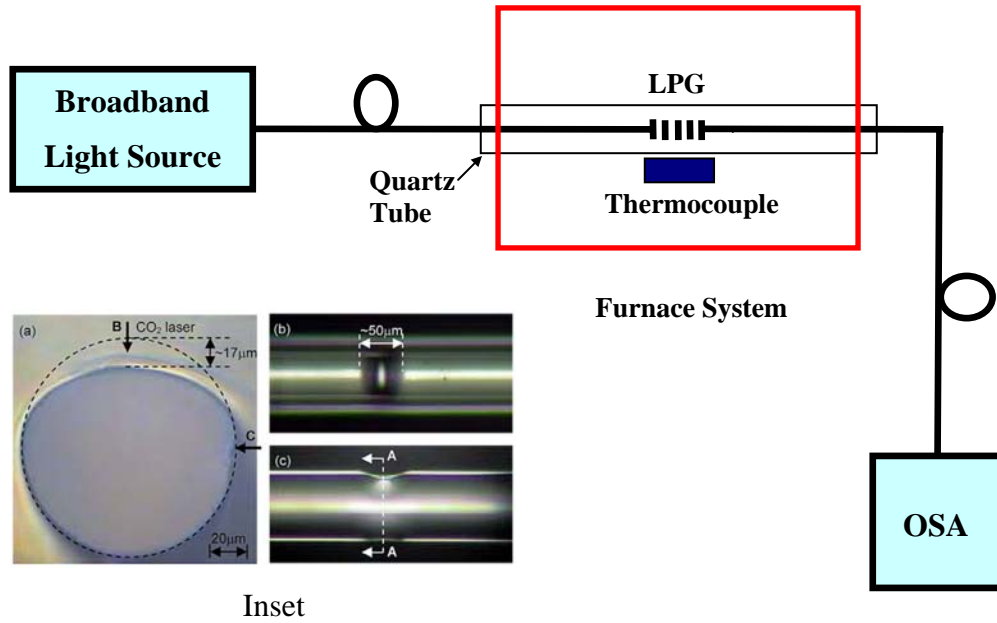 Broadband
Light Source
LPG
Quartz
Tube
Thermocouple
Furnace System
(a)
B
CO₂ laser
~17μm
C
20μm
(b)
~50μm
(c)
A
A
OSA
Inset